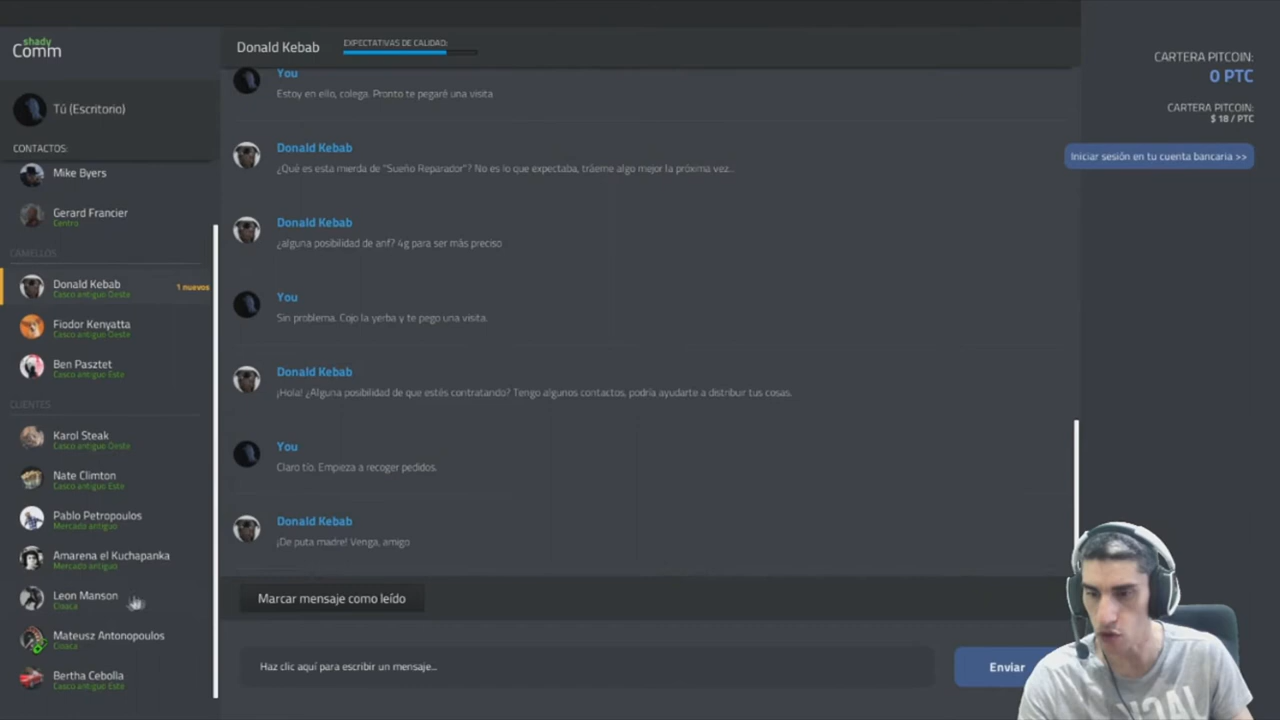 shady
Comm
Tú (Escritorio)
CONTACTOS:
Mike Byers
Gerard Francier
Centro
CAMELLOS
Donald Kebab
Casco antiguo Oeste
1 nuevos
Fiodor Kenyatta
Casco antiguo Oeste
Ben Pasztet
Casco antiguo Este
CLIENTES
Karol Steak
Casco antiguo Oeste
Nate Climton
Casco antiguo Este
Pablo Petropoulos
Mercado antiguo
Amarena el Kuchapanka
Mercado antiguo
Leon Manson
Cloaca
Mateusz Antonopoulos
Cloaca
Bertha Cebolla
Casco antiguo Este
Donald Kebab
EXPECTATIVAS DE CALIDAD:
You
Estoy en ello, colega. Pronto te pegaré una visita
Donald Kebab
¿Qué es esta mierda de "Sueño Reparador"? No es lo que expectaba, tráeme algo mejor la próxima vez...
Donald Kebab
¿alguna posibilidad de anf? 4g para ser más preciso
You
Sin problema. Cojo la yerba y te pego una visita.
Donald Kebab
¡Hola! ¿Alguna posibilidad de que estés contratando? Tengo algunos contactos, podría ayudarte a distribur tus cosas.
You
Claro tío. Empieza a recoger pedidos.
Donald Kebab
¡De puta madre! Venga, amigo
Marcar mensaje como leído
Haz clic aquí para escribir un mensaje...
Enviar
CARTERA PITCOIN:
0 PTC
CARTERA PITCOIN:
$ 18 / PTC
Iniciar sesión en tu cuenta bancaria >>